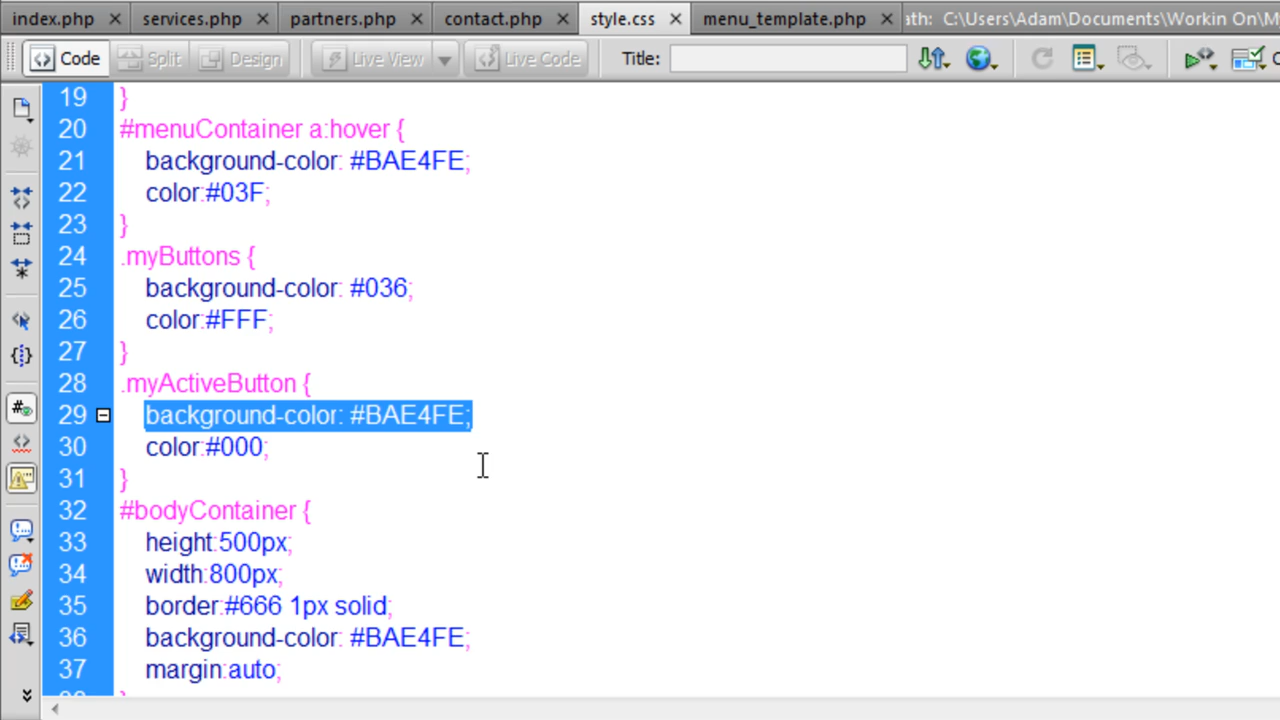 index.php services.php partners.php contact.php style.css menu_template.php ath: C:\Users\Adam\Documents\Workin On\M
Code Split Design Live View Live Code Title:
19 }
20 #menuContainer a:hover {
21 background-color: #BAE4FE;
22 color:#03F;
23 }
24 .myButtons {
25 background-color: #036;
26 color:#FFF;
27 }
28 .myActiveButton {
29 background-color: #BAE4FE;
30 color:#000;
31 }
32 #bodyContainer {
33 height:500px;
34 width:800px;
35 border:#666 1px solid;
36 background-color: #BAE4FE;
37 margin:auto;